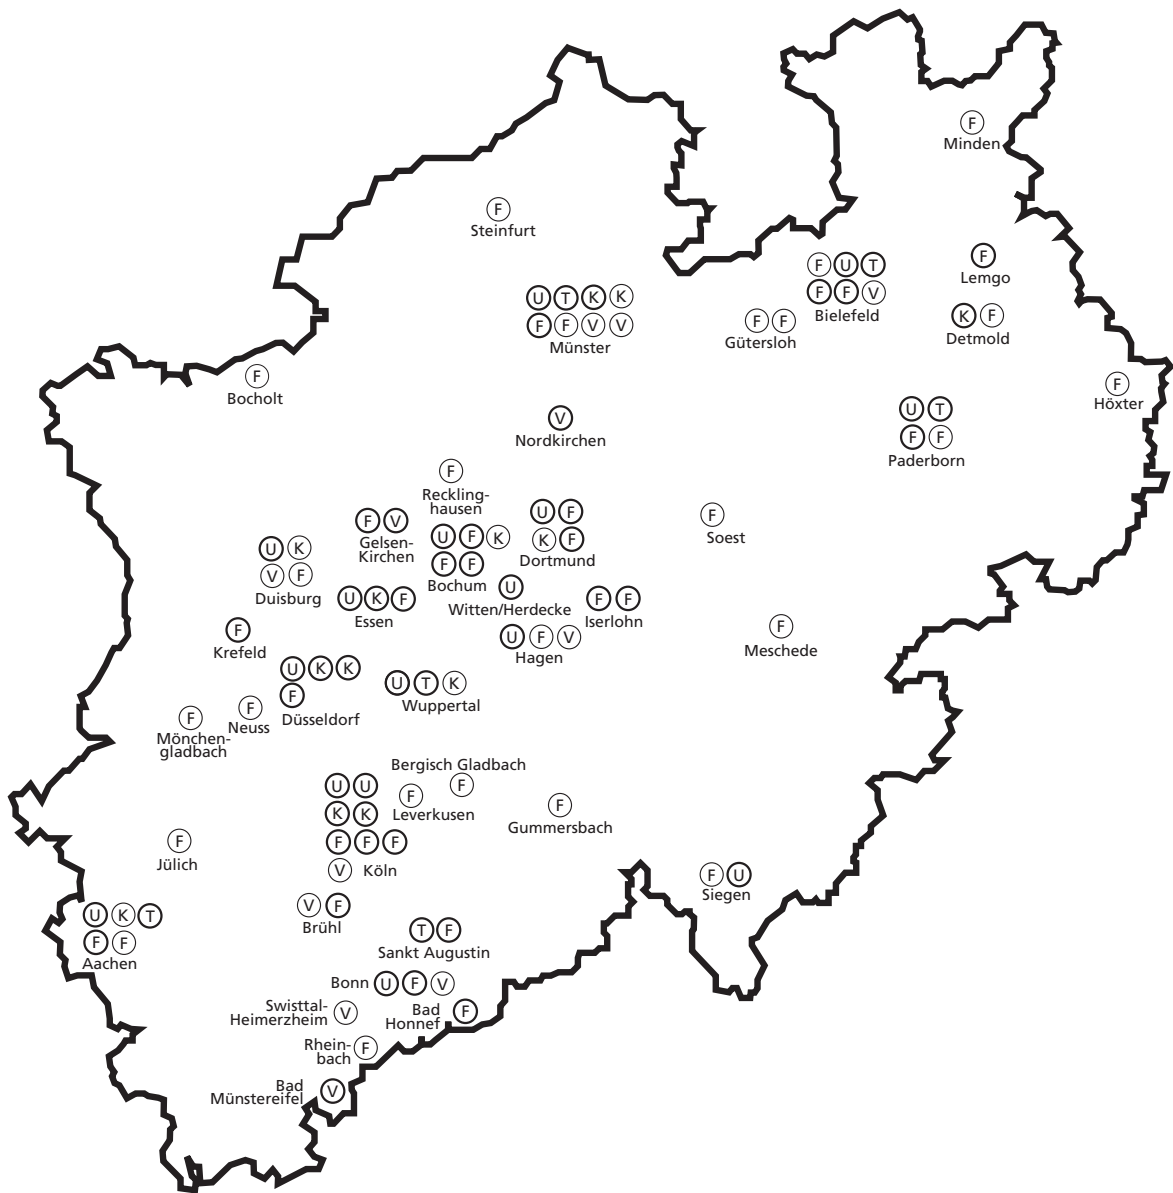 F
Minden
F
Steinfurt
F
Lemgo
F U T
F F V
Bielefeld
U T K K
F F V V
Münster
F F
Gütersloh
K F
Detmold
F
Bocholt
F
Höxter
V
Nordkirchen
U T
F F
Paderborn
F
Reckling-
hausen
F V
Gelsen-
Kirchen
U F K
F F
Bochum
U F
K F
Dortmund
F
Soest
U K
V F
Duisburg
U K F
Essen
U
Witten/Herdecke
F F
Iserlohn
F
Krefeld
U F V
Hagen
F
Meschede
U K K
F
Düsseldorf
U T K
Wuppertal
F
Neuss
F
Mönchen-
gladbach
Bergisch Gladbach
F
F
Leverkusen
U U
K K
F F F
V Köln
F
Gummersbach
F
Jülich
F U
Siegen
V F
Brühl
U K T
F F
Aachen
T F
Sankt Augustin
Bonn U F V
Swisttal-
Heimerzheim V
Bad
Honnef F
Rhein-
bach F
Bad
Münstereifel V